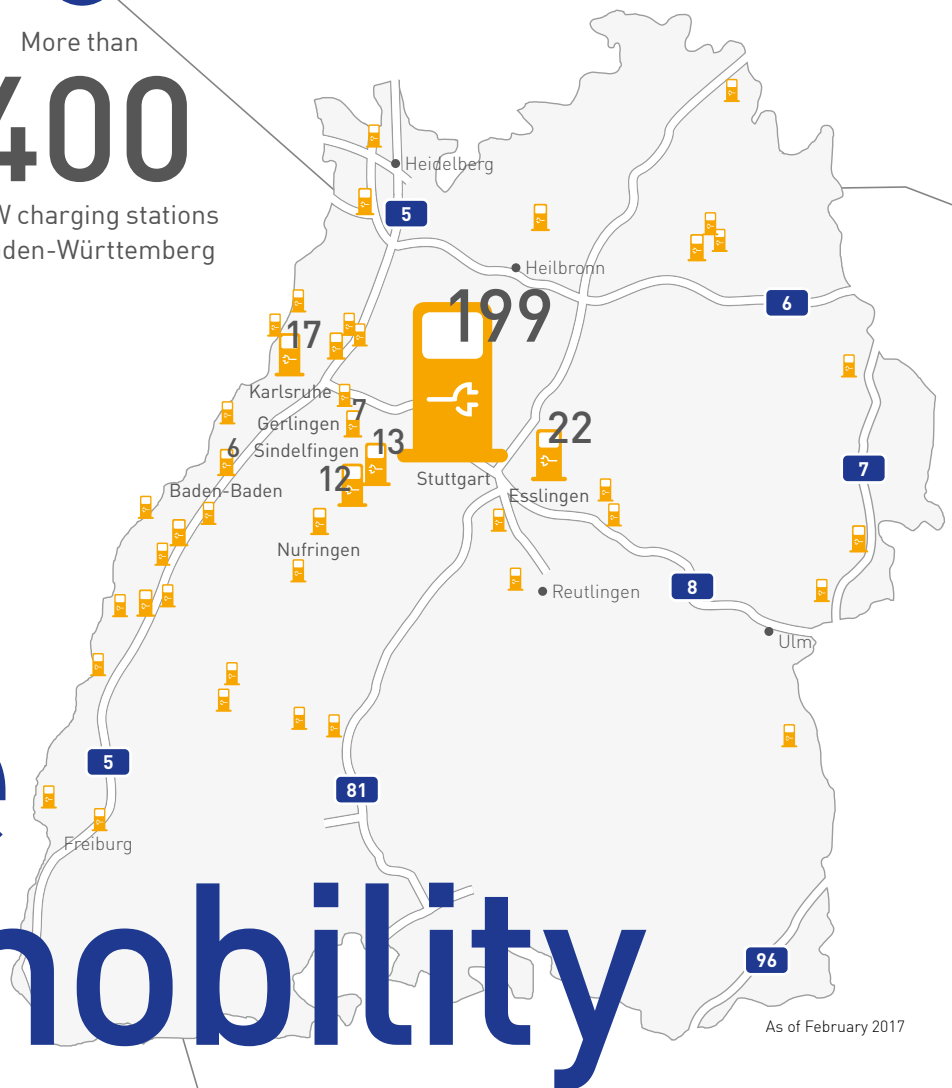 More than
400
W charging stations
den-Württemberg
Heidelberg
5
Heilbronn
6
199
17
Karlsruhe
7
Gerlingen
22
13
Sindelfingen
6
12
7
Baden-Baden
Stuttgart
Esslingen
Nufringen
8
Reutlingen
Ulm
5
81
Freiburg
mobility
96
As of February 2017